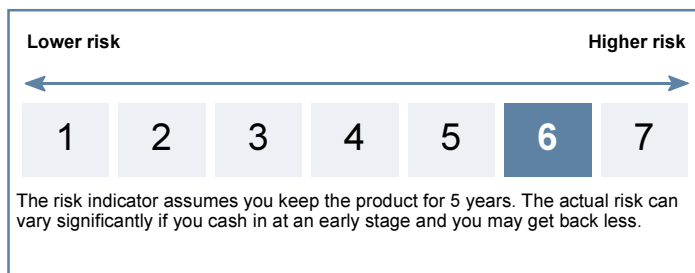 Lower risk Higher risk
1 2 3 4 5 6 7
The risk indicator assumes you keep the product for 5 years. The actual risk can
vary significantly if you cash in at an early stage and you may get back less.